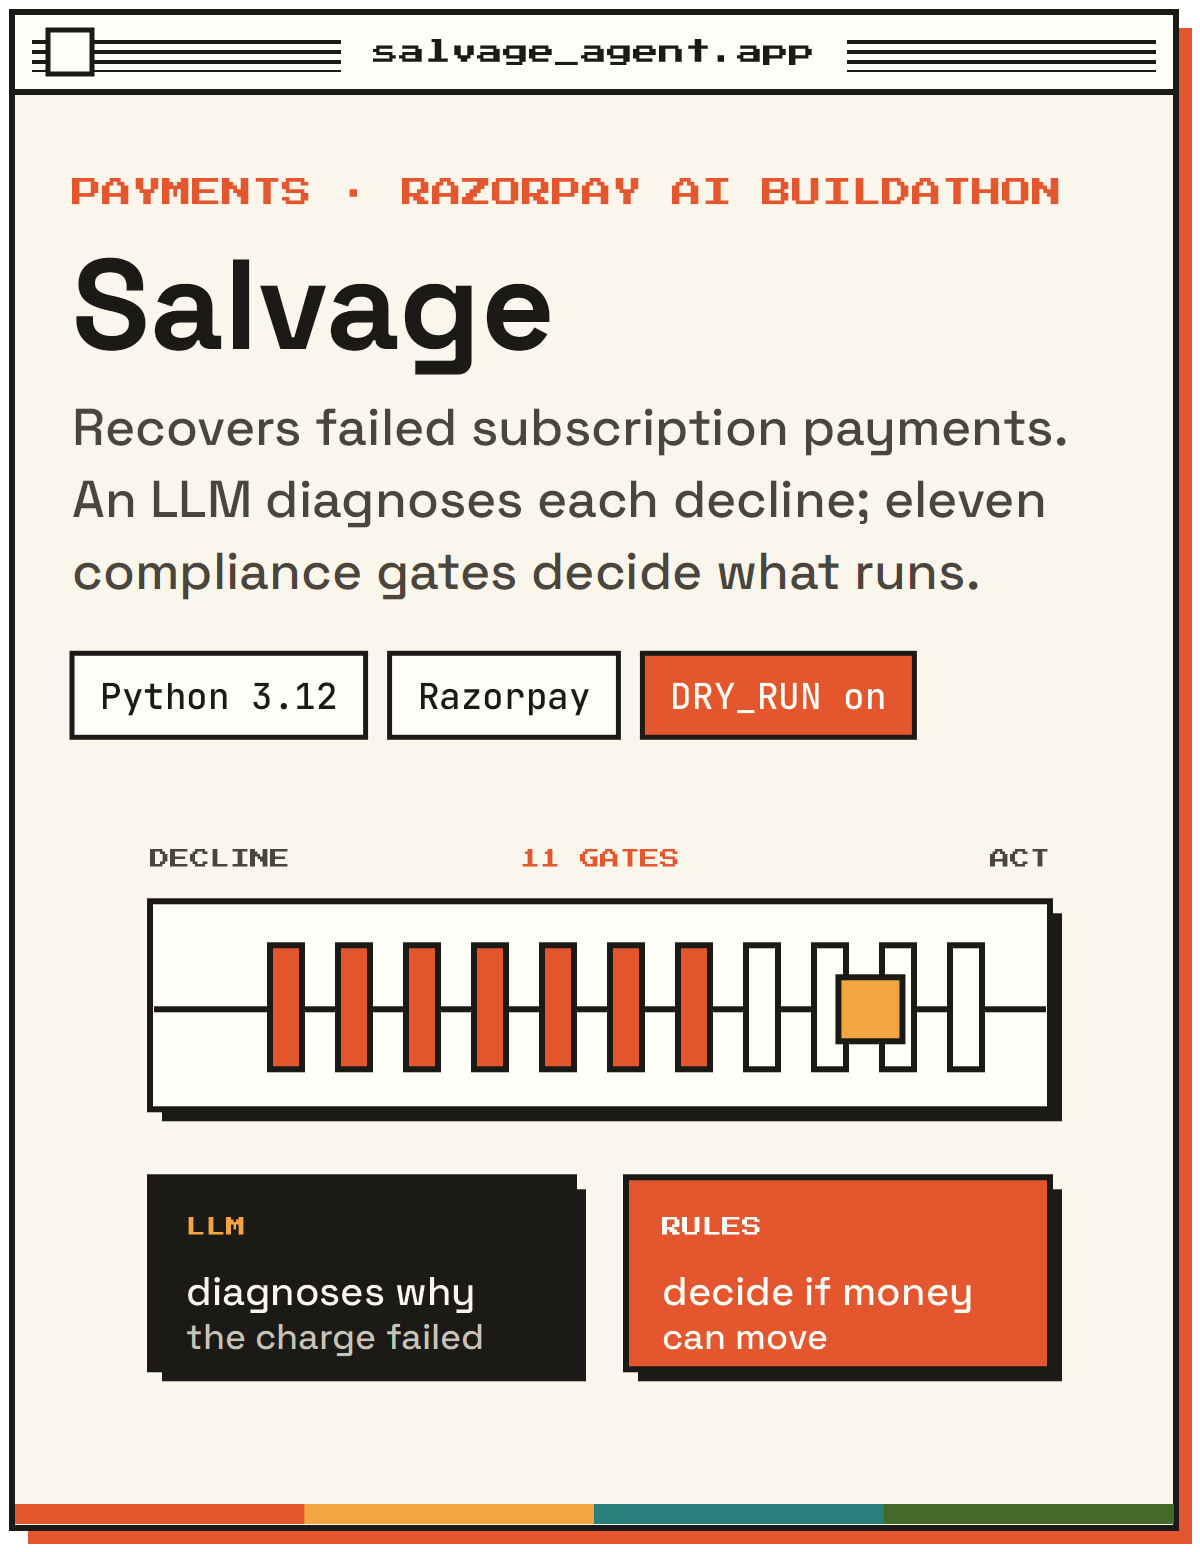 salvage_agent.app
PAYMENTS · RAZORPAY AI BUILDATHON
Salvage
Recovers failed subscription payments.
An LLM diagnoses each decline; eleven
compliance gates decide what runs.
Python 3.12
Razorpay
DRY_RUN on
DECLINE
11 GATES
ACT
LLM
diagnoses why
the charge failed
RULES
decide if money
can move